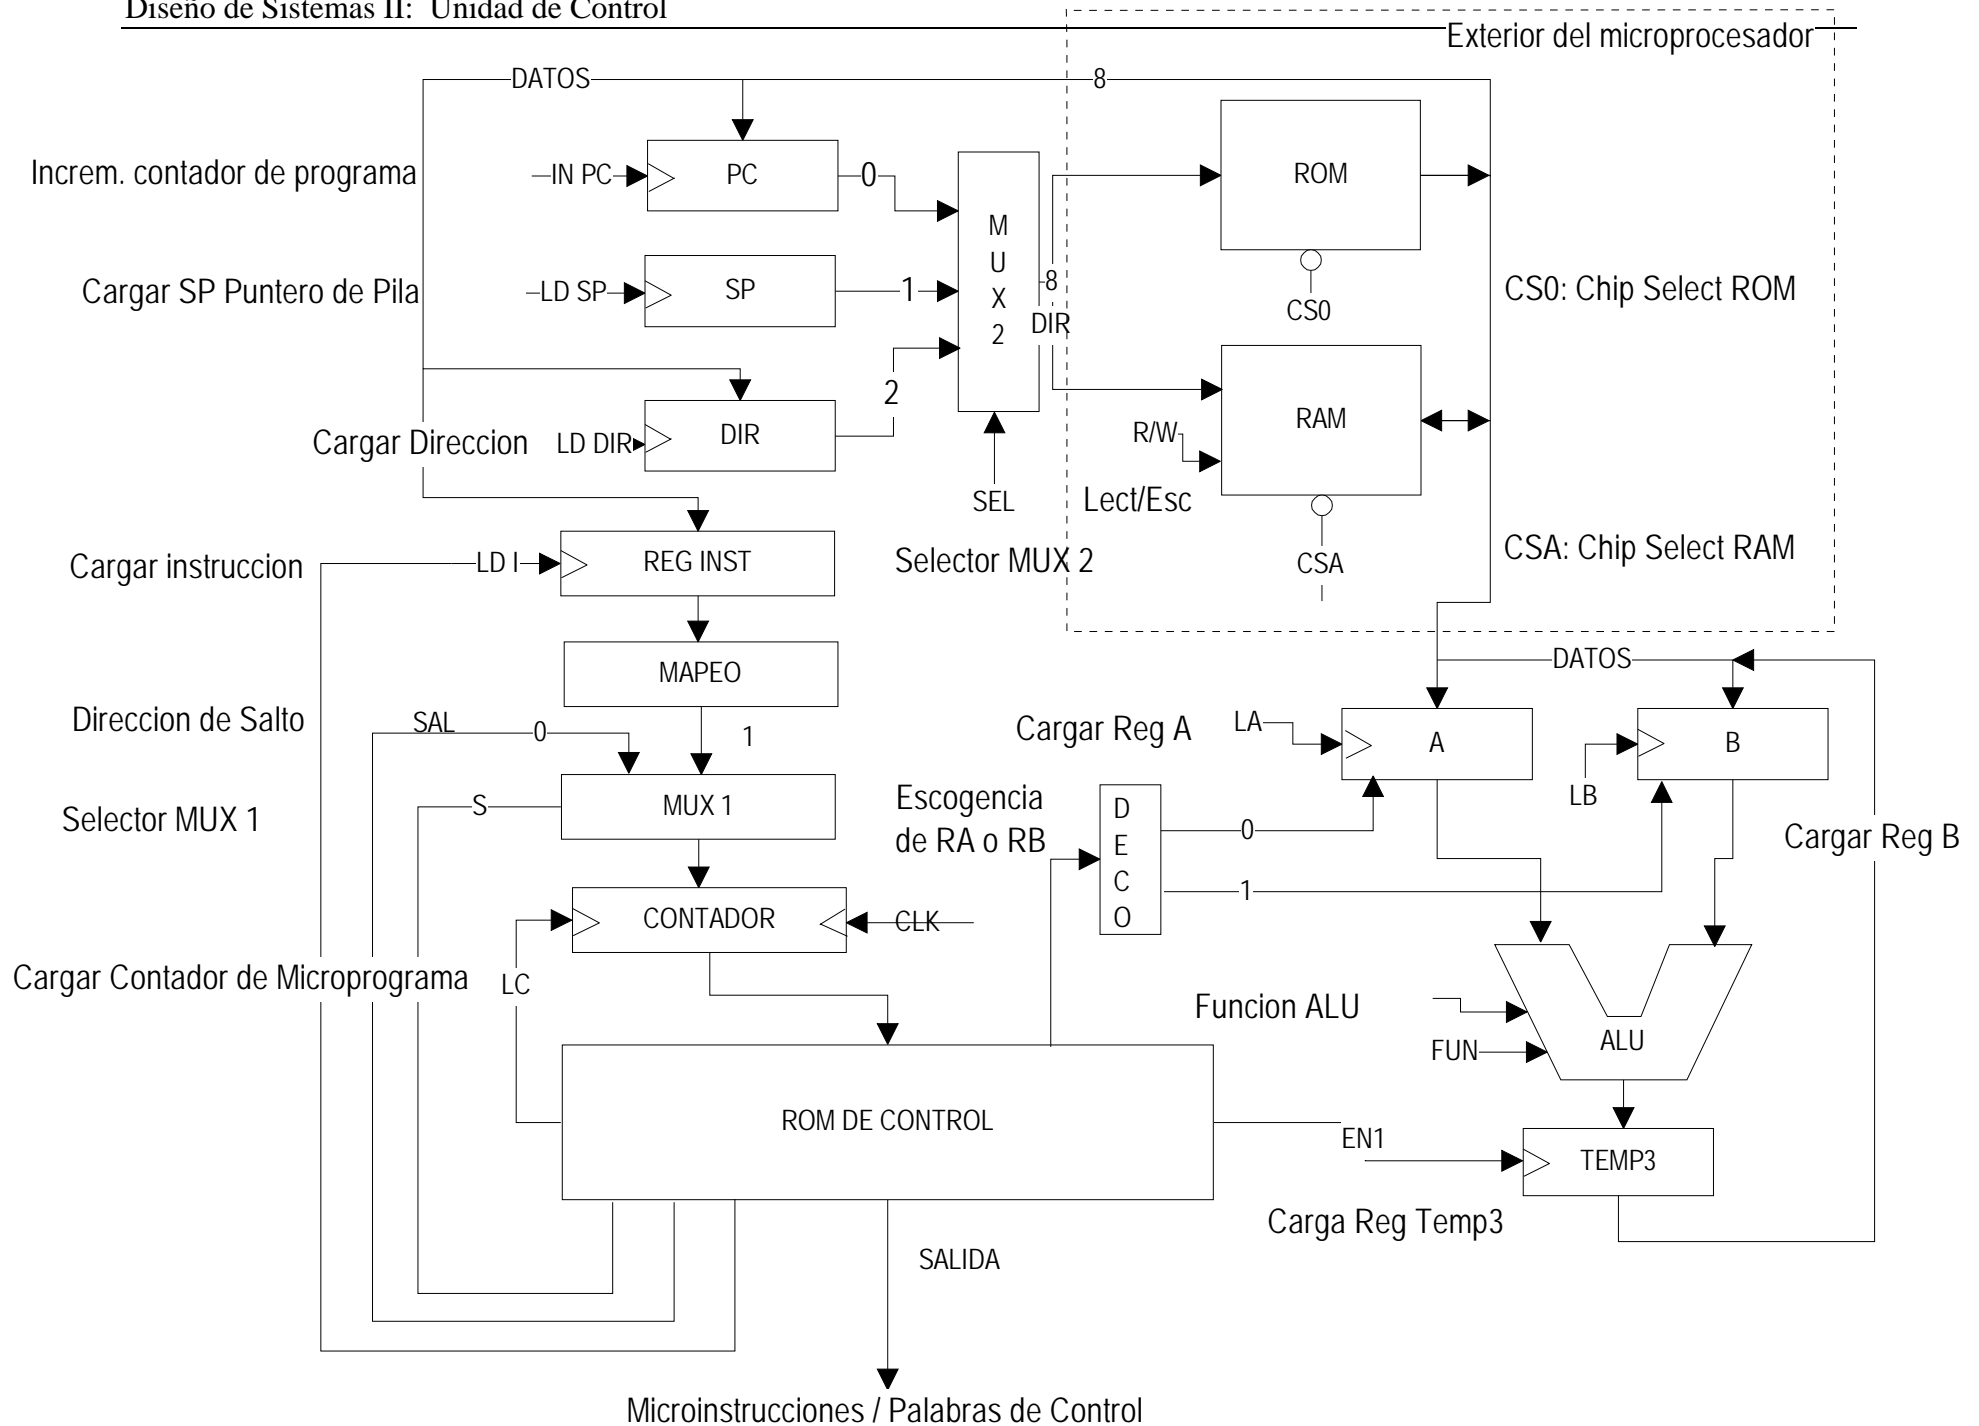 Diseño de Sistemas II: Unidad de Control
Exterior del microprocesador
DATOS
8
Increm. contador de programa
IN PC
PC
0
ROM
M
U
X
2
Cargar SP Puntero de Pila
LD SP
SP
1
8
DIR
CS0
CS0: Chip Select ROM
Cargar Direccion
LD DIR
DIR
2
R/W
RAM
SEL
Lect/Esc
Cargar instruccion
LD I
REG INST
Selector MUX 2
CSA
CSA: Chip Select RAM
MAPEO
DATOS
Direccion de Salto
SAL
0
1
Cargar Reg A
LA
A
B
LB
Selector MUX 1
S
MUX 1
Escogencia
de RA o RB
D
E
C
O
0
1
Cargar Reg B
CONTADOR
CLK
Cargar Contador de Microprograma
LC
Funcion ALU
FUN
ALU
ROM DE CONTROL
EN1
TEMP3
Carga Reg Temp3
SALIDA
Microinstrucciones / Palabras de Control